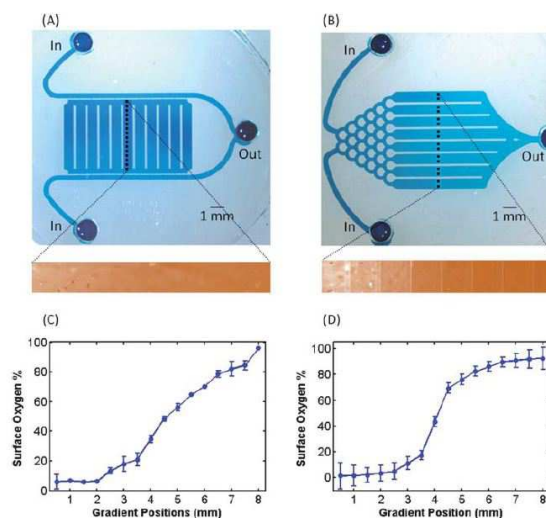 (A)
In
Out
1 mm
In
(B)
In
Out
1 mm
In
(C)
100
80
60
40
20
0
Surface Oxygen %
1 2 3 4 5 6 7 8
Gradient Positions (mm)
(D)
100
80
60
40
20
0
Surface Oxygen %
1 2 3 4 5 6 7 8
Gradient Position (mm)